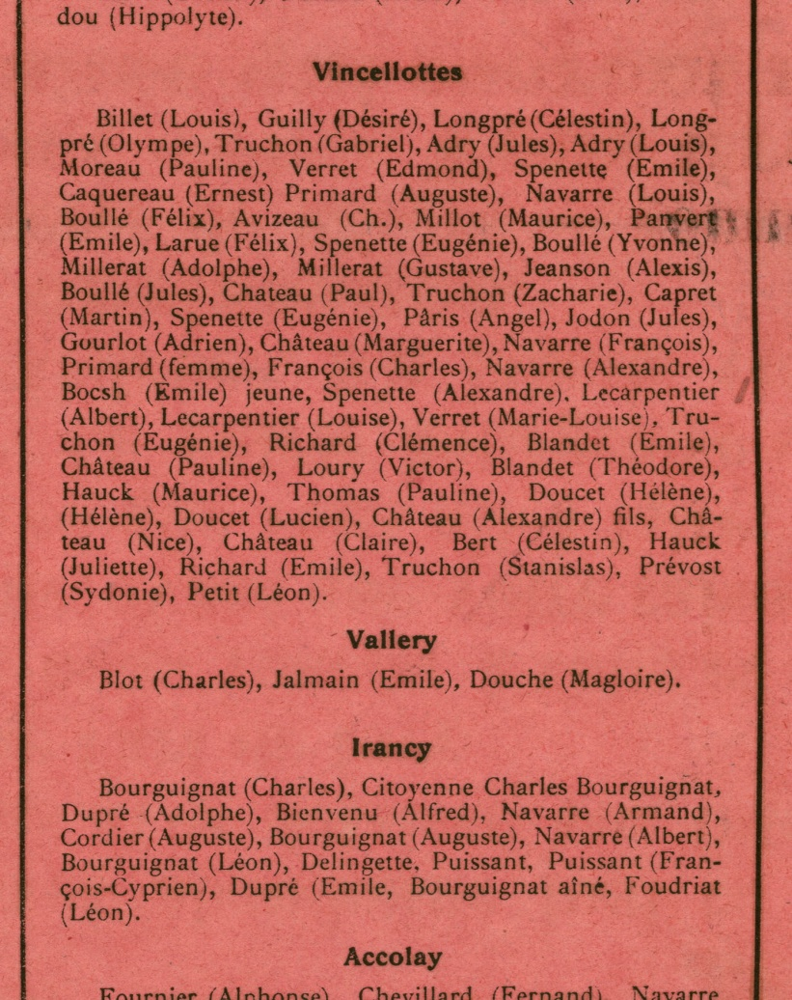 dou (Hippolyte).
Vincellottes
Billet (Louis), Guilly (Désiré), Longpré (Célestin), Long-
pré (Olympe), Truchon (Gabriel), Adry (Jules), Adry (Louis),
Moreau (Pauline), Verret (Edmond), Spenette (Emile),
Caquereau (Ernest) Primard (Auguste), Navarre (Louis),
Boullé (Félix), Avizeau (Ch.), Millot (Maurice), Panvert
(Emile), Larue (Félix), Spenette (Eugénie), Boullé (Yvonne),
Millerat (Adolphe), Millerat (Gustave), Jeanson (Alexis),
Boullé (Jules), Chateau (Paul), Truchon (Zacharie), Capret
(Martin), Spenette (Eugénie), Pâris (Angel), Jodon (Jules),
Gourlot (Adrien), Château (Marguerite), Navarre (François),
Primard (femme), François (Charles), Navarre (Alexandre),
Bocsh (Emile) jeune, Spenette (Alexandre), Lecarpentier
(Albert), Lecarpentier (Louise), Verret (Marie-Louise), Tru-
chon (Eugénie), Richard (Clémence), Blandet (Emile),
Château (Pauline), Loury (Victor), Blandet (Théodore),
Hauck (Maurice), Thomas (Pauline), Doucet (Hélène),
(Hélène), Doucet (Lucien), Château (Alexandre) fils, Châ-
teau (Nice), Château (Claire), Bert (Célestin), Hauck
(Juliette), Richard (Emile), Truchon (Stanislas), Prévost
(Sydonie), Petit (Léon).
Vallery
Blot (Charles), Jalmain (Emile), Douche (Magloire).
Irancy
Bourguignat (Charles), Citoyenne Charles Bourguignat,
Dupré (Adolphe), Bienvenu (Alfred), Navarre (Armand),
Cordier (Auguste), Bourguignat (Auguste), Navarre (Albert),
Bourguignat (Léon), Delingette, Puissant, Puissant (Fran-
çois-Cyprien), Dupré (Emile, Bourguignat aîné, Foudriat
(Léon).
Accolay
Fournier (Alphonse), Chevillard (Fernand), Navarre